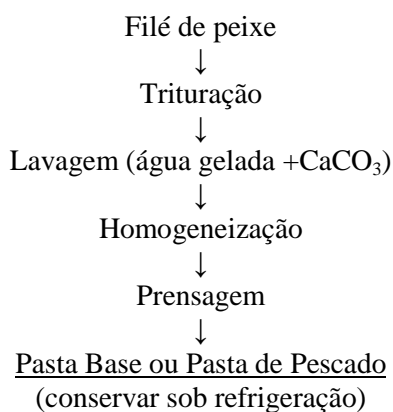 Filé de peixe
↓
Trituração
↓
Lavagem (água gelada +CaCO₃)
↓
Homogeneização
↓
Prensagem
↓
Pasta Base ou Pasta de Pescado
(conservar sob refrigeração)